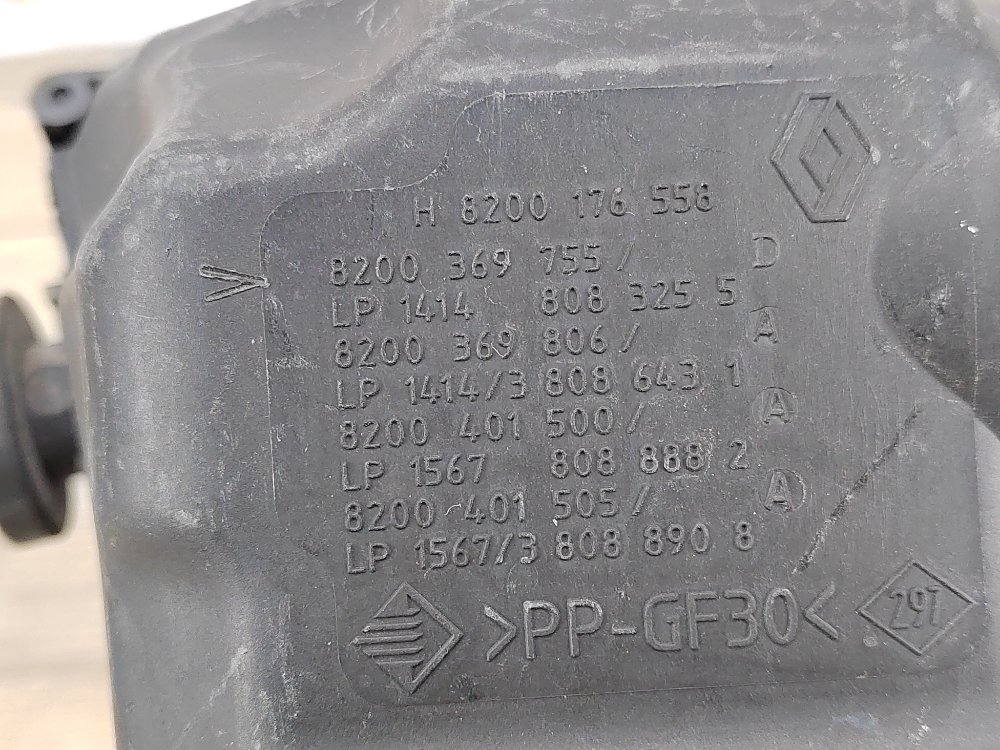 H 8200 176 558
8200 369 755/ D
LP 1414 808 325 5
8200 369 806/ A
LP 1414/3 808 643 1
8200 401 500/ A
LP 1567 808 888 2
8200 401 505/ A
LP 1567/3 808 890 8
>PP-GF30< 297